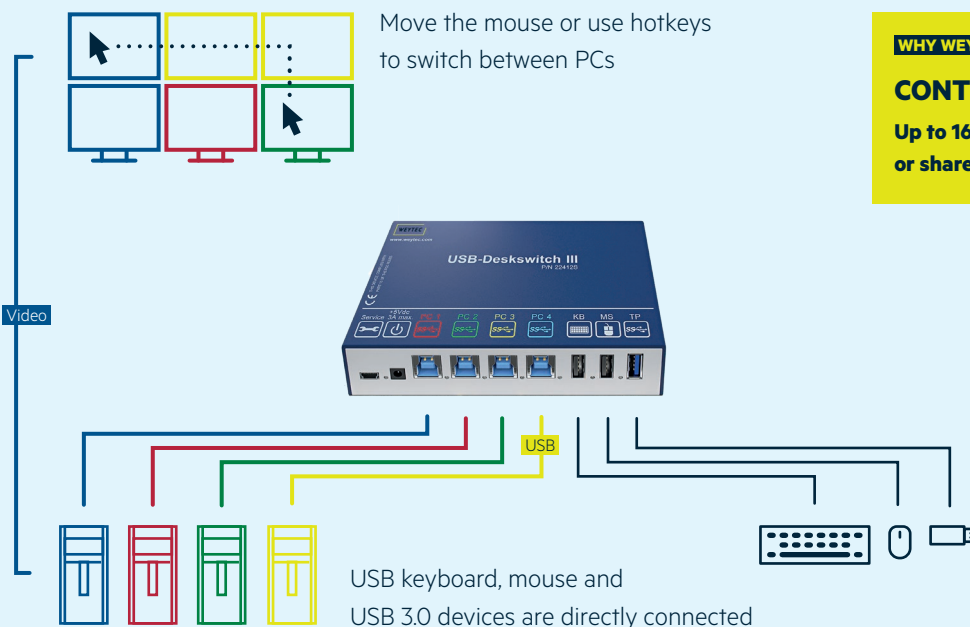 Move the mouse or use hotkeys
to switch between PCs
WHY WEY
CONT
Up to 16
or share
WEYTEC
www.weytec.com
USB-Deskswitch III
P/N 22412S
Service
+5Vdc
3A max.
PC 1
PC 2
PC 3
PC 4
KB
MS
TP
Video
USB
USB keyboard, mouse and
USB 3.0 devices are directly connected